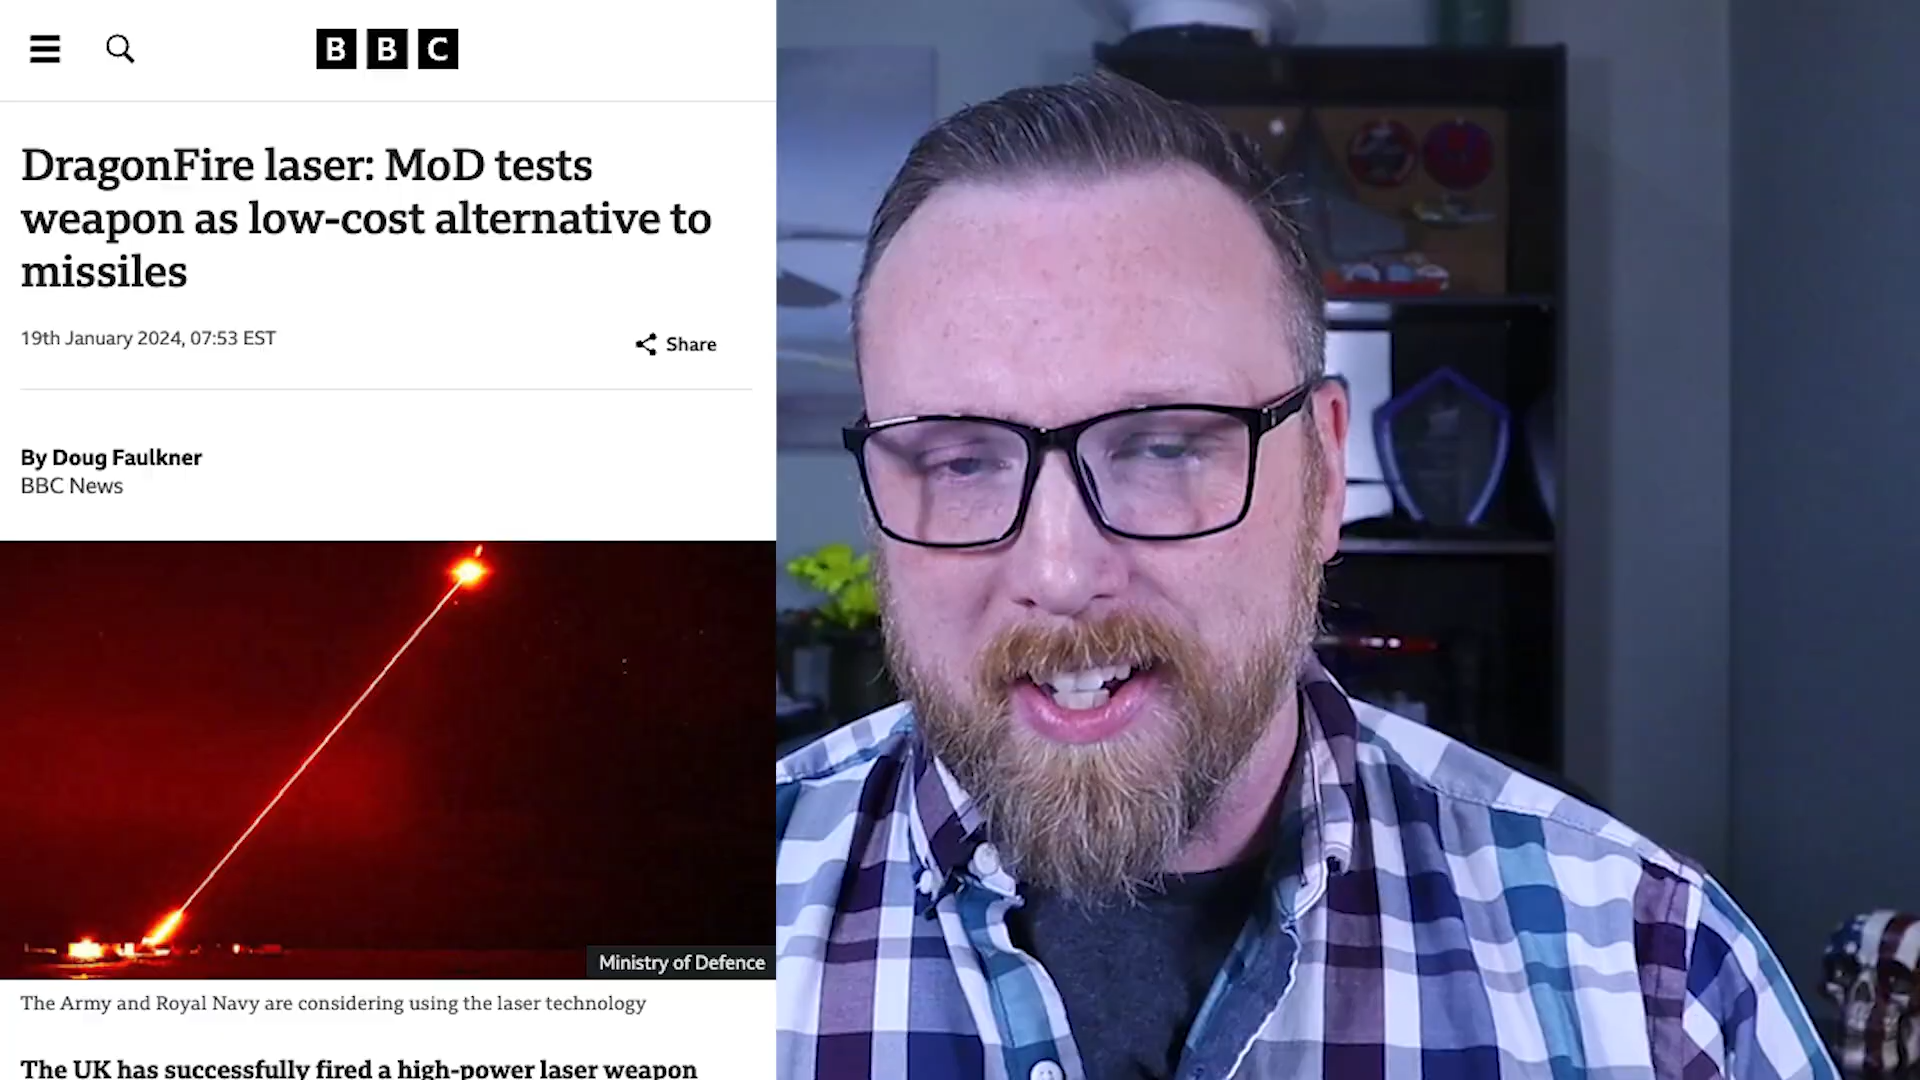 BBC
DragonFire laser: MoD tests
weapon as low-cost alternative to
missiles
19th January 2024, 07:53 EST
Share
By Doug Faulkner
BBC News
Ministry of Defence
The Army and Royal Navy are considering using the laser technology
The UK has successfully fired a high-power laser weapon